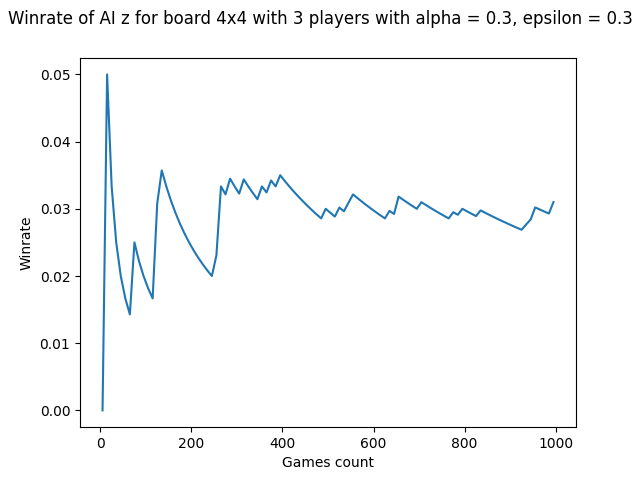 Winrate of AI z for board 4x4 with 3 players with alpha = 0.3, epsilon = 0.3
0.05
0.04
0.03
0.02
0.01
0.00
Winrate
0 200 400 600 800 1000
Games count